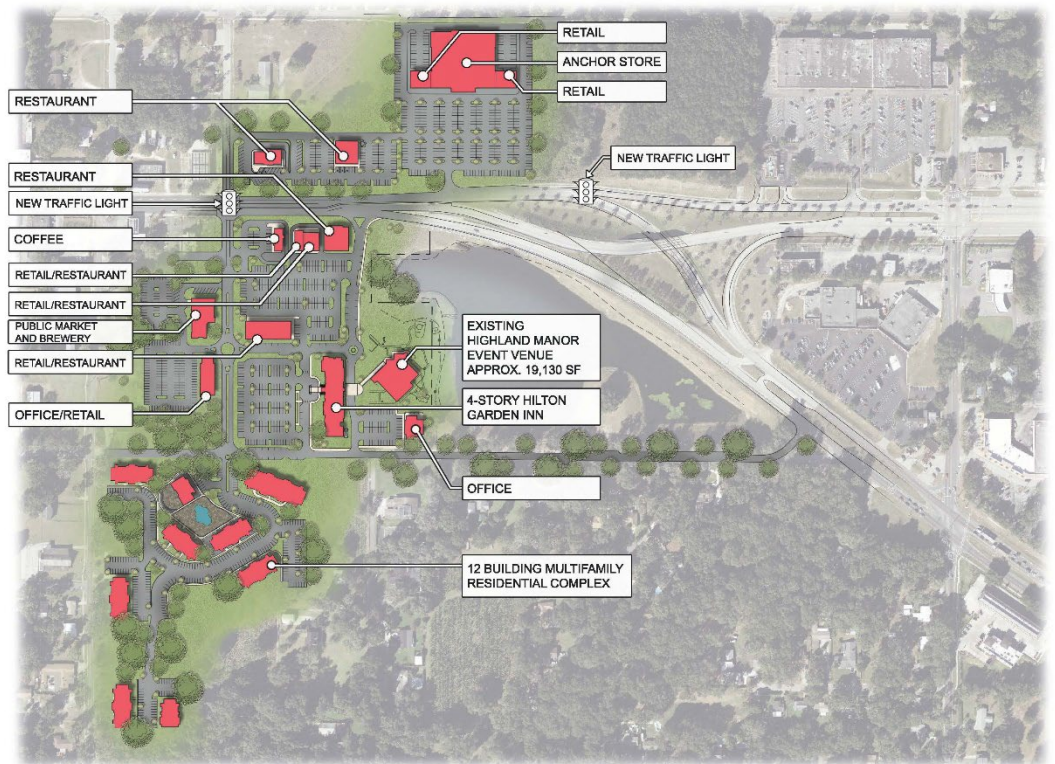 RETAIL
ANCHOR STORE
RETAIL
RESTAURANT
RESTAURANT
NEW TRAFFIC LIGHT
NEW TRAFFIC LIGHT
COFFEE
RETAIL/RESTAURANT
RETAIL/RESTAURANT
PUBLIC MARKET
AND BREWERY
RETAIL/RESTAURANT
OFFICE/RETAIL
EXISTING
HIGHLAND MANOR
EVENT VENUE
APPROX. 19,130 SF
4-STORY HILTON
GARDEN INN
OFFICE
12 BUILDING MULTIFAMILY
RESIDENTIAL COMPLEX